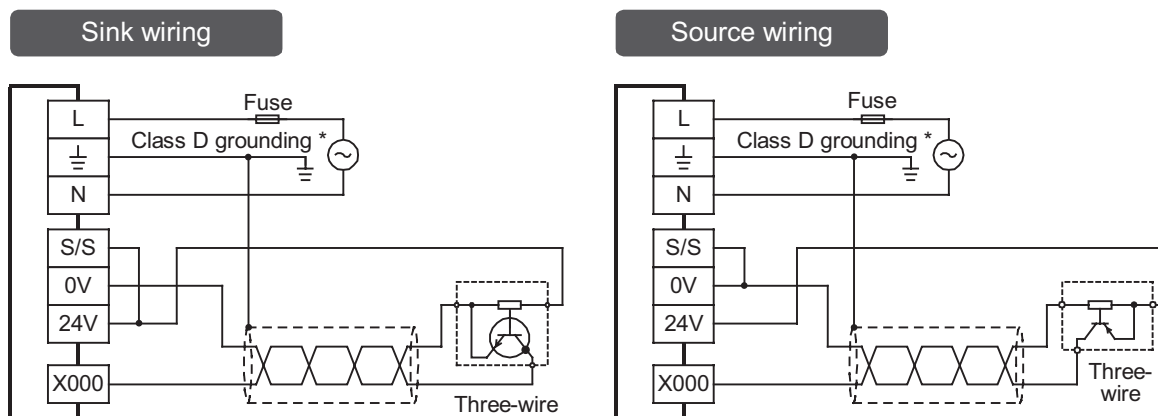 Sink wiring
Fuse
L
Class D grounding *
N
S/S
0V
24V
X000
Three-wire
Source wiring
Fuse
L
Class D grounding *
N
S/S
0V
24V
X000
Three-
wire